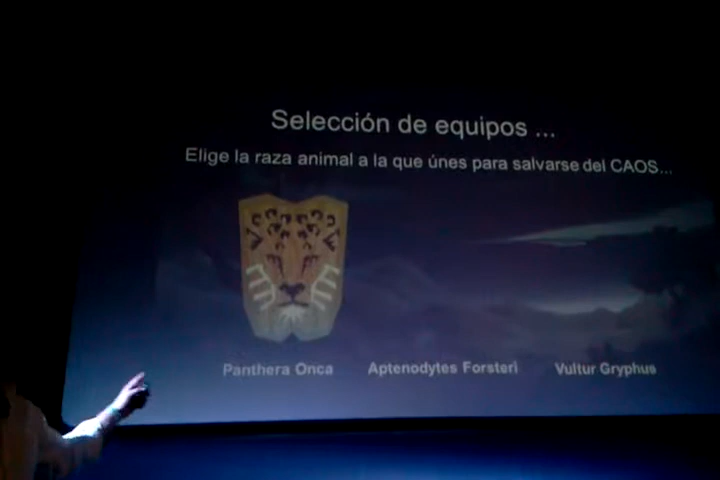 Selección de equipos ...
Elige la raza animal a la que únes para salvarse del CAOS...
Panthera Onca Aptenodytes Forsteri Vultur Gryphus